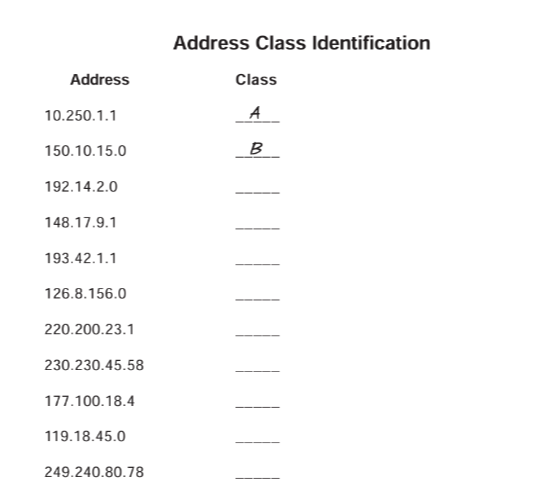 Address Class Identification
Address Class
10.250.1.1 A
150.10.15.0 B
192.14.2.0 _____
148.17.9.1 _____
193.42.1.1 _____
126.8.156.0 _____
220.200.23.1 _____
230.230.45.58 _____
177.100.18.4 _____
119.18.45.0 _____
249.240.80.78 _____